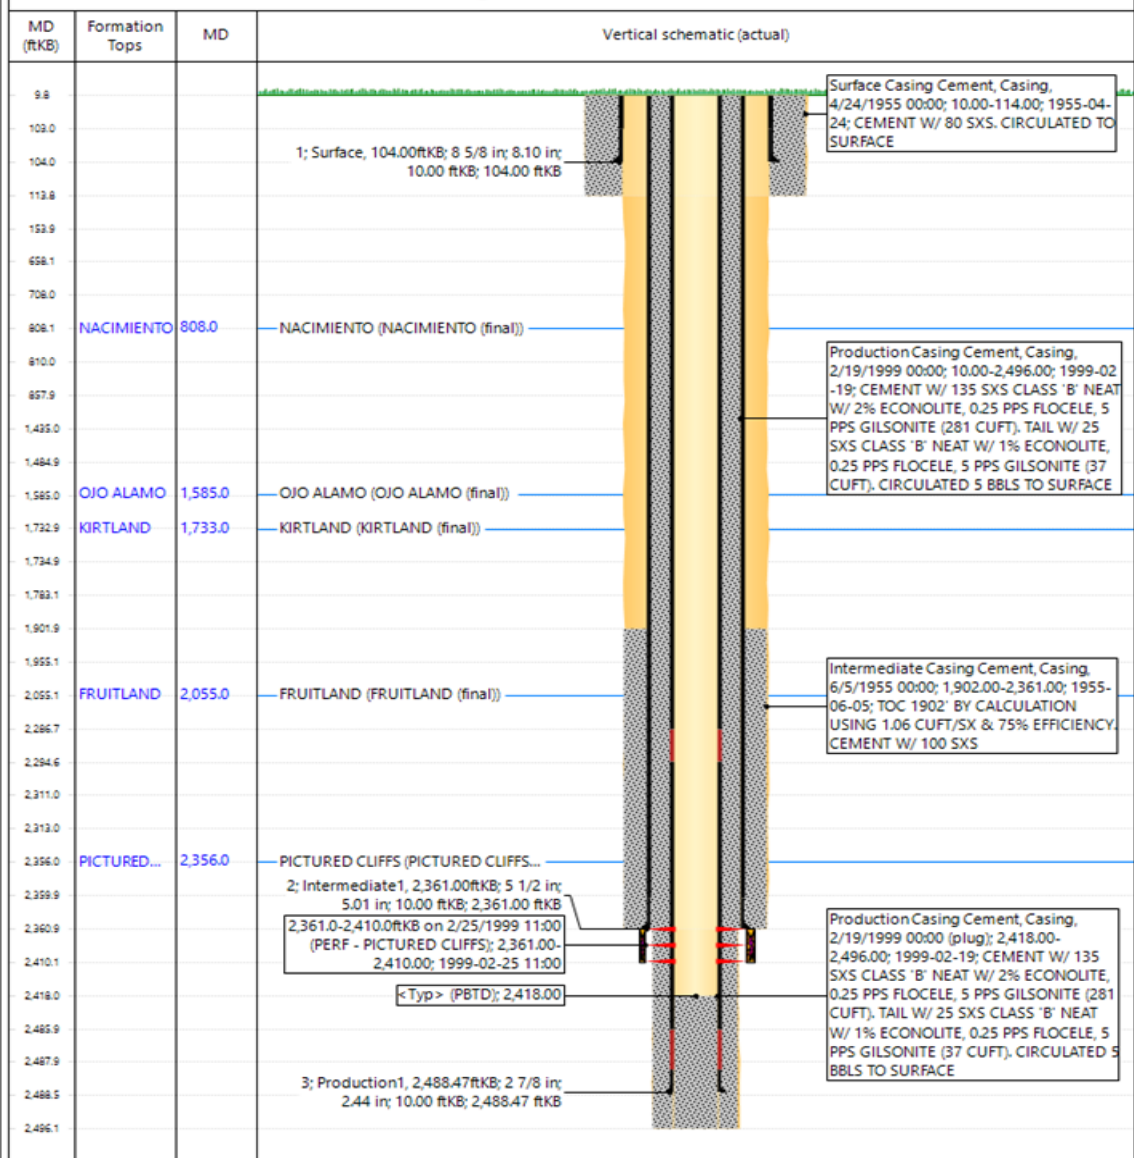 MD
(ftKB)
Formation
Tops
MD
Vertical schematic (actual)
9.8
103.0
104.0
113.8
153.9
658.1
708.0
808.1
810.0
857.9
1,435.0
1,484.9
1,585.0
1,732.9
1,734.9
1,783.1
1,901.9
1,955.1
2,055.1
2,286.7
2,294.6
2,311.0
2,313.0
2,356.0
2,359.9
2,360.9
2,410.1
2,418.0
2,485.9
2,487.9
2,488.5
2,496.1
NACIMIENTO
808.0
OJO ALAMO
1,585.0
KIRTLAND
1,733.0
FRUITLAND
2,055.0
PICTURED...
2,356.0
Surface Casing Cement, Casing,
4/24/1955 00:00; 10.00-114.00; 1955-04-
24; CEMENT W/ 80 SXS. CIRCULATED TO
SURFACE
1; Surface, 104.00ftKB; 8 5/8 in; 8.10 in;
10.00 ftKB; 104.00 ftKB
NACIMIENTO (NACIMIENTO (final))
Production Casing Cement, Casing,
2/19/1999 00:00; 10.00-2,496.00; 1999-02
-19; CEMENT W/ 135 SXS CLASS 'B' NEAT
W/ 2% ECONOLITE, 0.25 PPS FLOCELE, 5
PPS GILSONITE (281 CUFT). TAIL W/ 25
SXS CLASS 'B' NEAT W/ 1% ECONOLITE,
0.25 PPS FLOCELE, 5 PPS GILSONITE (37
CUFT). CIRCULATED 5 BBLS TO SURFACE
OJO ALAMO (OJO ALAMO (final))
KIRTLAND (KIRTLAND (final))
Intermediate Casing Cement, Casing,
6/5/1955 00:00; 1,902.00-2,361.00; 1955-
06-05; TOC 1902' BY CALCULATION
USING 1.06 CUFT/SX & 75% EFFICIENCY.
CEMENT W/ 100 SXS
FRUITLAND (FRUITLAND (final))
PICTURED CLIFFS (PICTURED CLIFFS...
2; Intermediate1, 2,361.00ftKB; 5 1/2 in;
5.01 in; 10.00 ftKB; 2,361.00 ftKB
2,361.0-2,410.0ftKB on 2/25/1999 11:00
(PERF - PICTURED CLIFFS); 2,361.00-
2,410.00; 1999-02-25 11:00
<Typ> (PBTD); 2,418.00
Production Casing Cement, Casing,
2/19/1999 00:00 (plug); 2,418.00-
2,496.00; 1999-02-19; CEMENT W/ 135
SXS CLASS 'B' NEAT W/ 2% ECONOLITE,
0.25 PPS FLOCELE, 5 PPS GILSONITE (281
CUFT). TAIL W/ 25 SXS CLASS 'B' NEAT
W/ 1% ECONOLITE, 0.25 PPS FLOCELE, 5
PPS GILSONITE (37 CUFT). CIRCULATED 5
BBLS TO SURFACE
3; Production1, 2,488.47ftKB; 2 7/8 in;
2.44 in; 10.00 ftKB; 2,488.47 ftKB